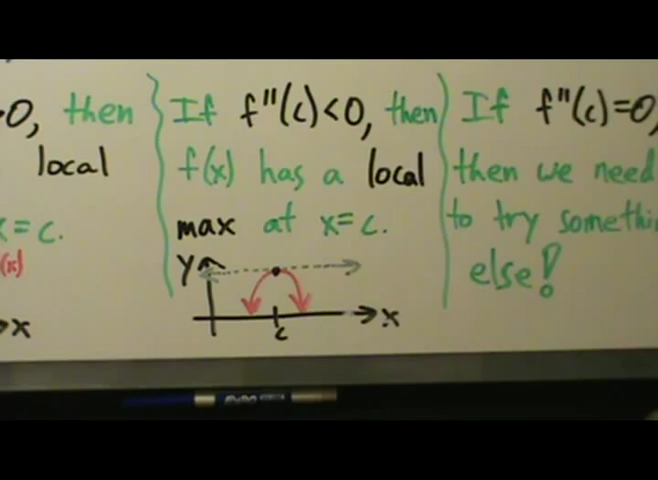 0, then
local
x=c.
(x)
x
If f"(c)<0, then
f(x) has a local
max at x=c.
y
x
c
If f"(c)=0,
then we need
to try somethi
else!